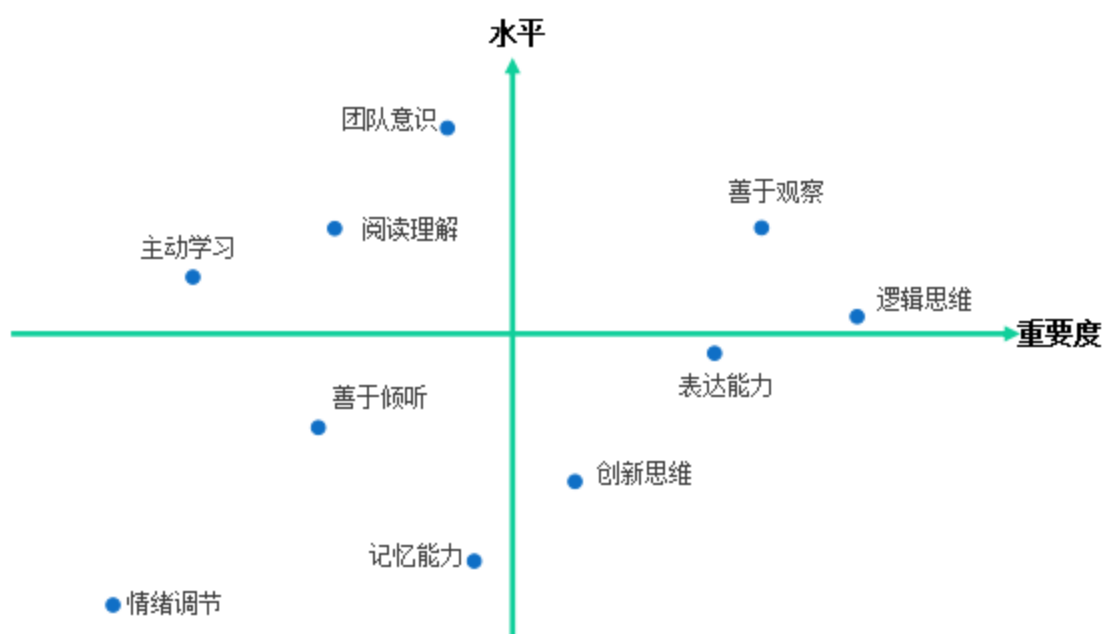 水平
团队意识
善于观察
阅读理解
主动学习
逻辑思维
重要度
表达能力
善于倾听
创新思维
记忆能力
情绪调节